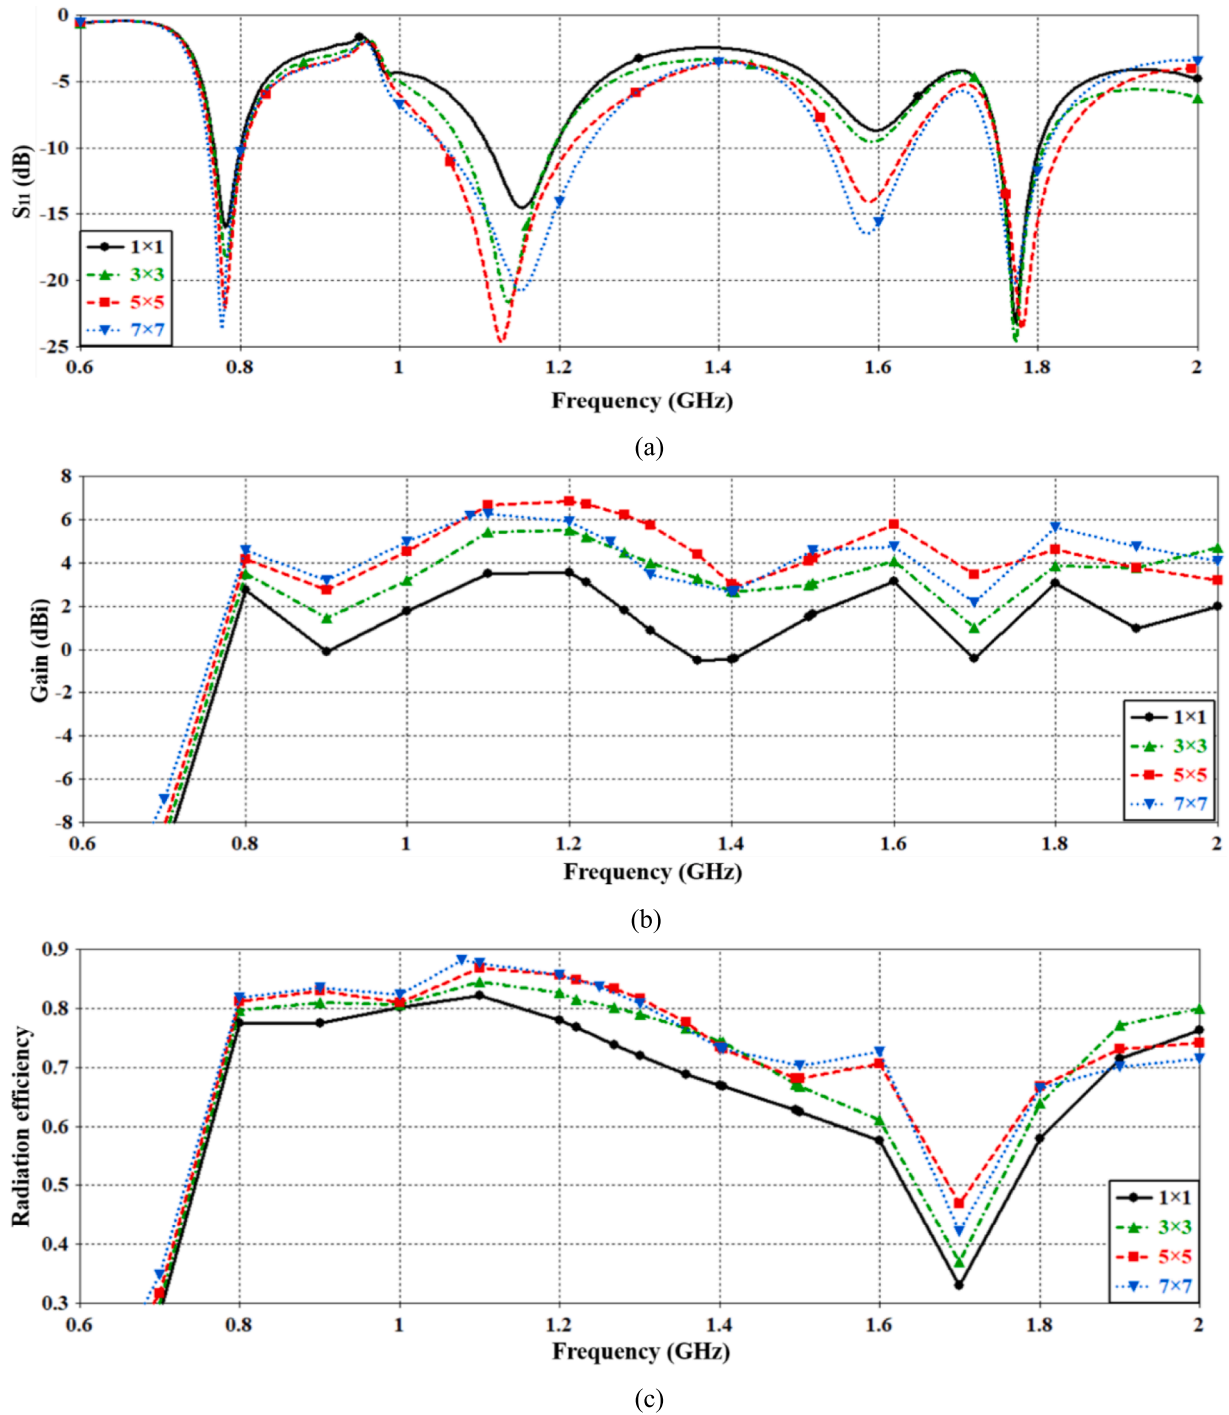 0
-5
-10
-15
-20
-25
S11 (dB)
1×1
3×3
5×5
7×7
0.6 0.8 1 1.2 1.4 1.6 1.8 2
Frequency (GHz)
(a)
8
6
4
2
0
-2
-4
-6
-8
Gain (dBi)
1×1
3×3
5×5
7×7
0.6 0.8 1 1.2 1.4 1.6 1.8 2
Frequency (GHz)
(b)
0.9
0.8
0.7
0.6
0.5
0.4
0.3
Radiation efficiency
1×1
3×3
5×5
7×7
0.6 0.8 1 1.2 1.4 1.6 1.8 2
Frequency (GHz)
(c)